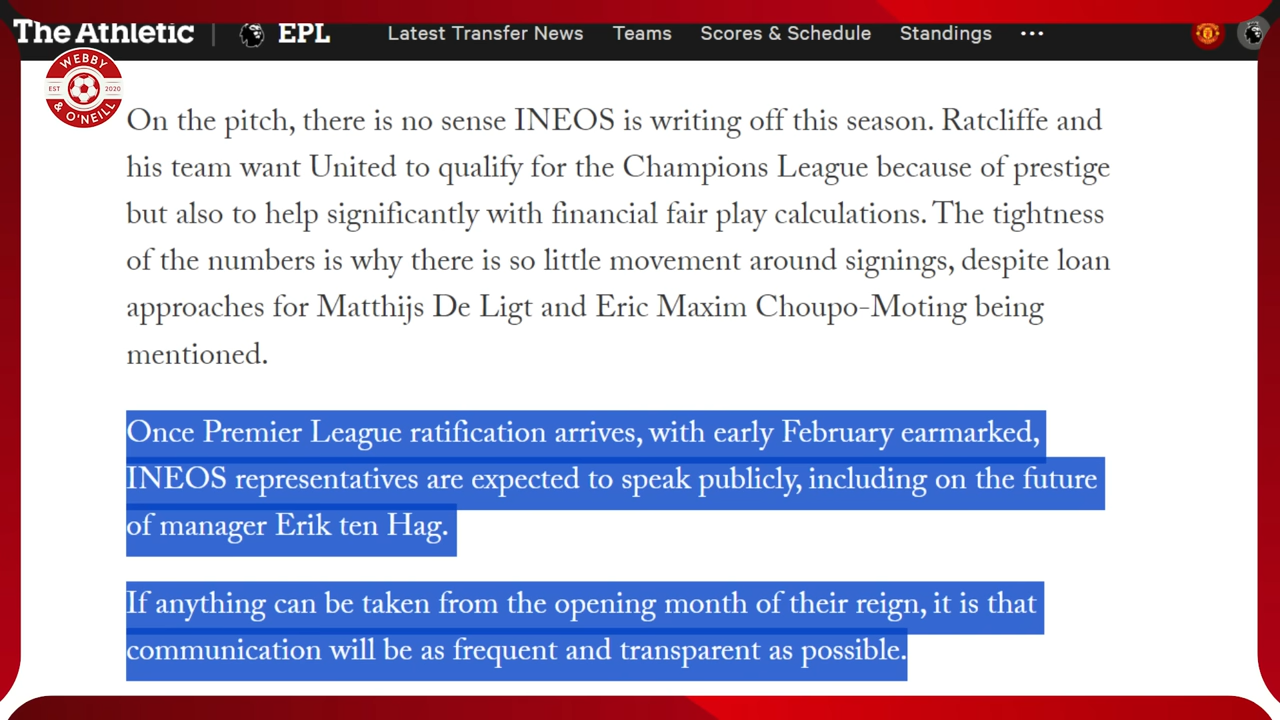 The Athletic | EPL Latest Transfer News Teams Scores & Schedule Standings ...
WEBBY
EST 2020
& O'NEILL
On the pitch, there is no sense INEOS is writing off this season. Ratcliffe and
his team want United to qualify for the Champions League because of prestige
but also to help significantly with financial fair play calculations. The tightness
of the numbers is why there is so little movement around signings, despite loan
approaches for Matthijs De Ligt and Eric Maxim Choupo-Moting being
mentioned.
Once Premier League ratification arrives, with early February earmarked,
INEOS representatives are expected to speak publicly, including on the future
of manager Erik ten Hag.
If anything can be taken from the opening month of their reign, it is that
communication will be as frequent and transparent as possible.